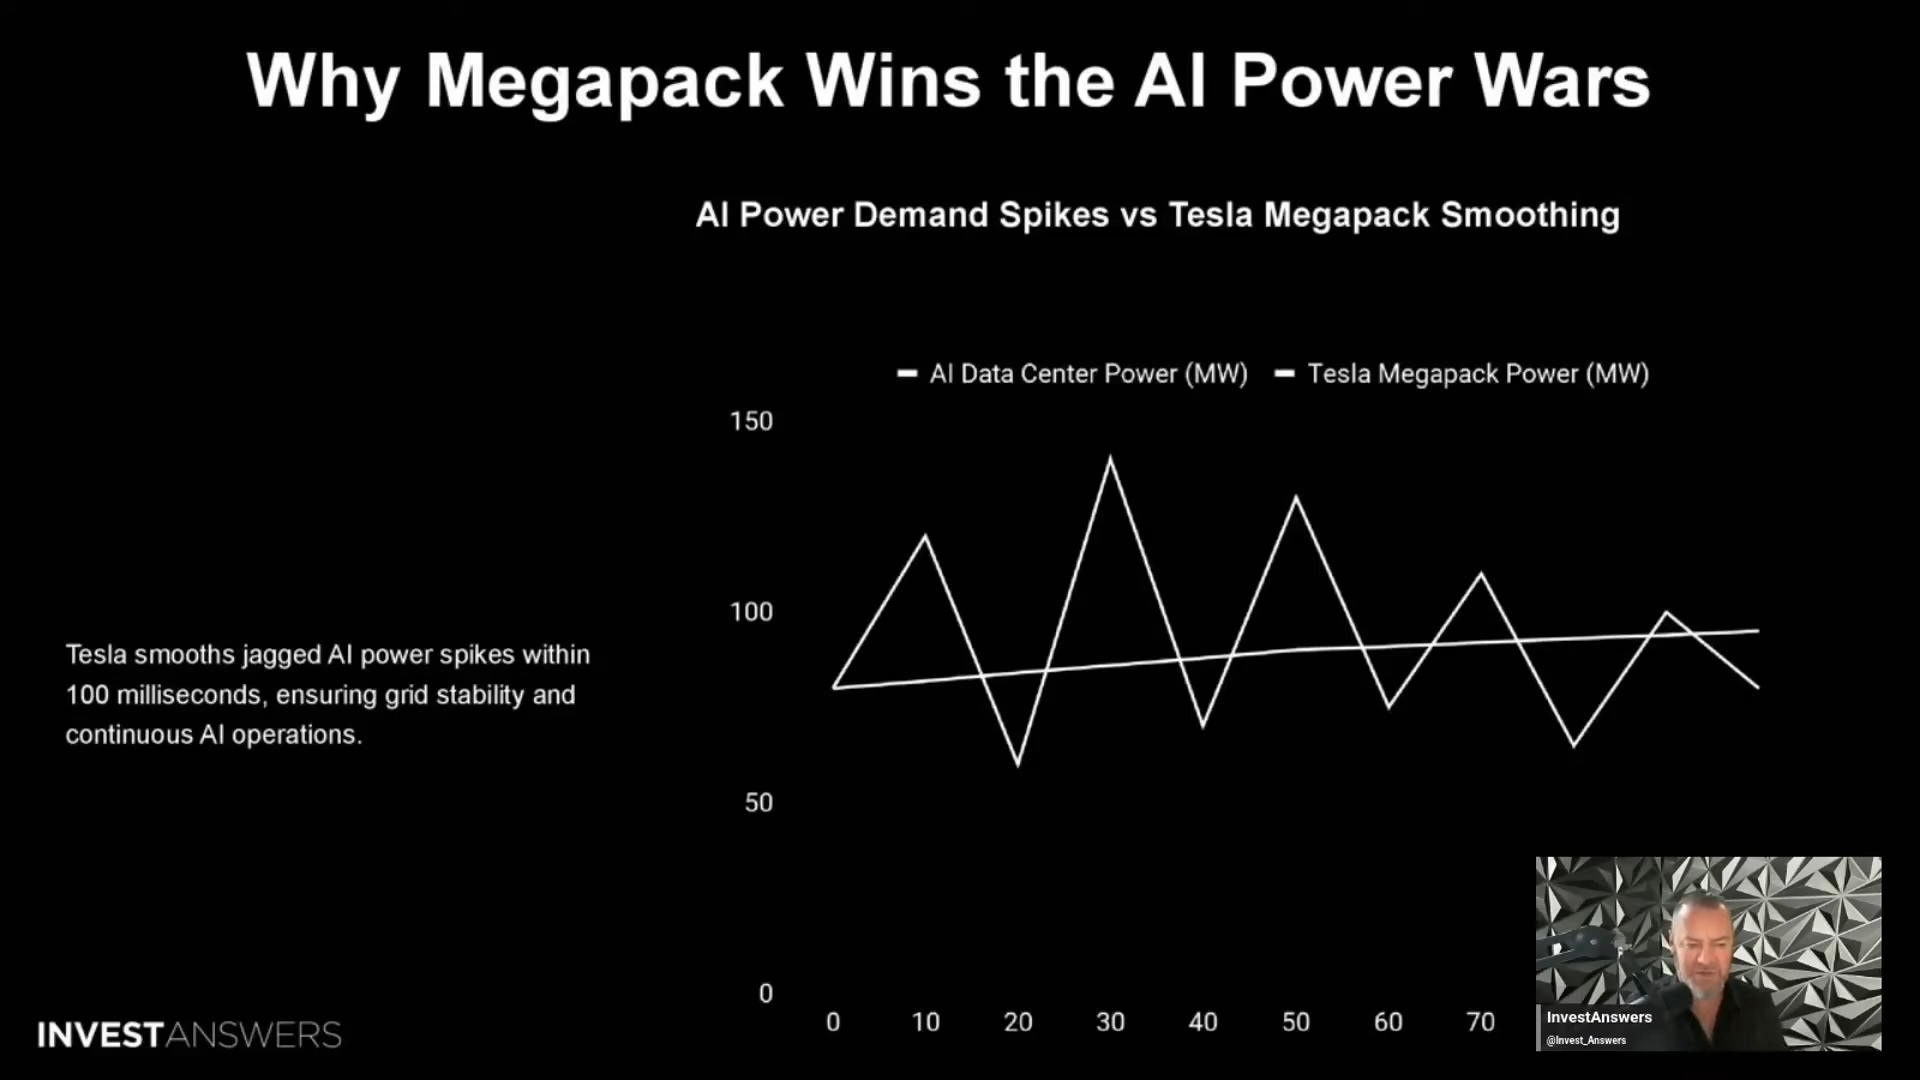 Why Megapack Wins the AI Power Wars
AI Power Demand Spikes vs Tesla Megapack Smoothing
AI Data Center Power (MW) Tesla Megapack Power (MW)
150
100
50
0
0 10 20 30 40 50 60 70
Tesla smooths jagged AI power spikes within
100 milliseconds, ensuring grid stability and
continuous AI operations.
INVESTANSWERS
InvestAnswers
@Invest_Answers